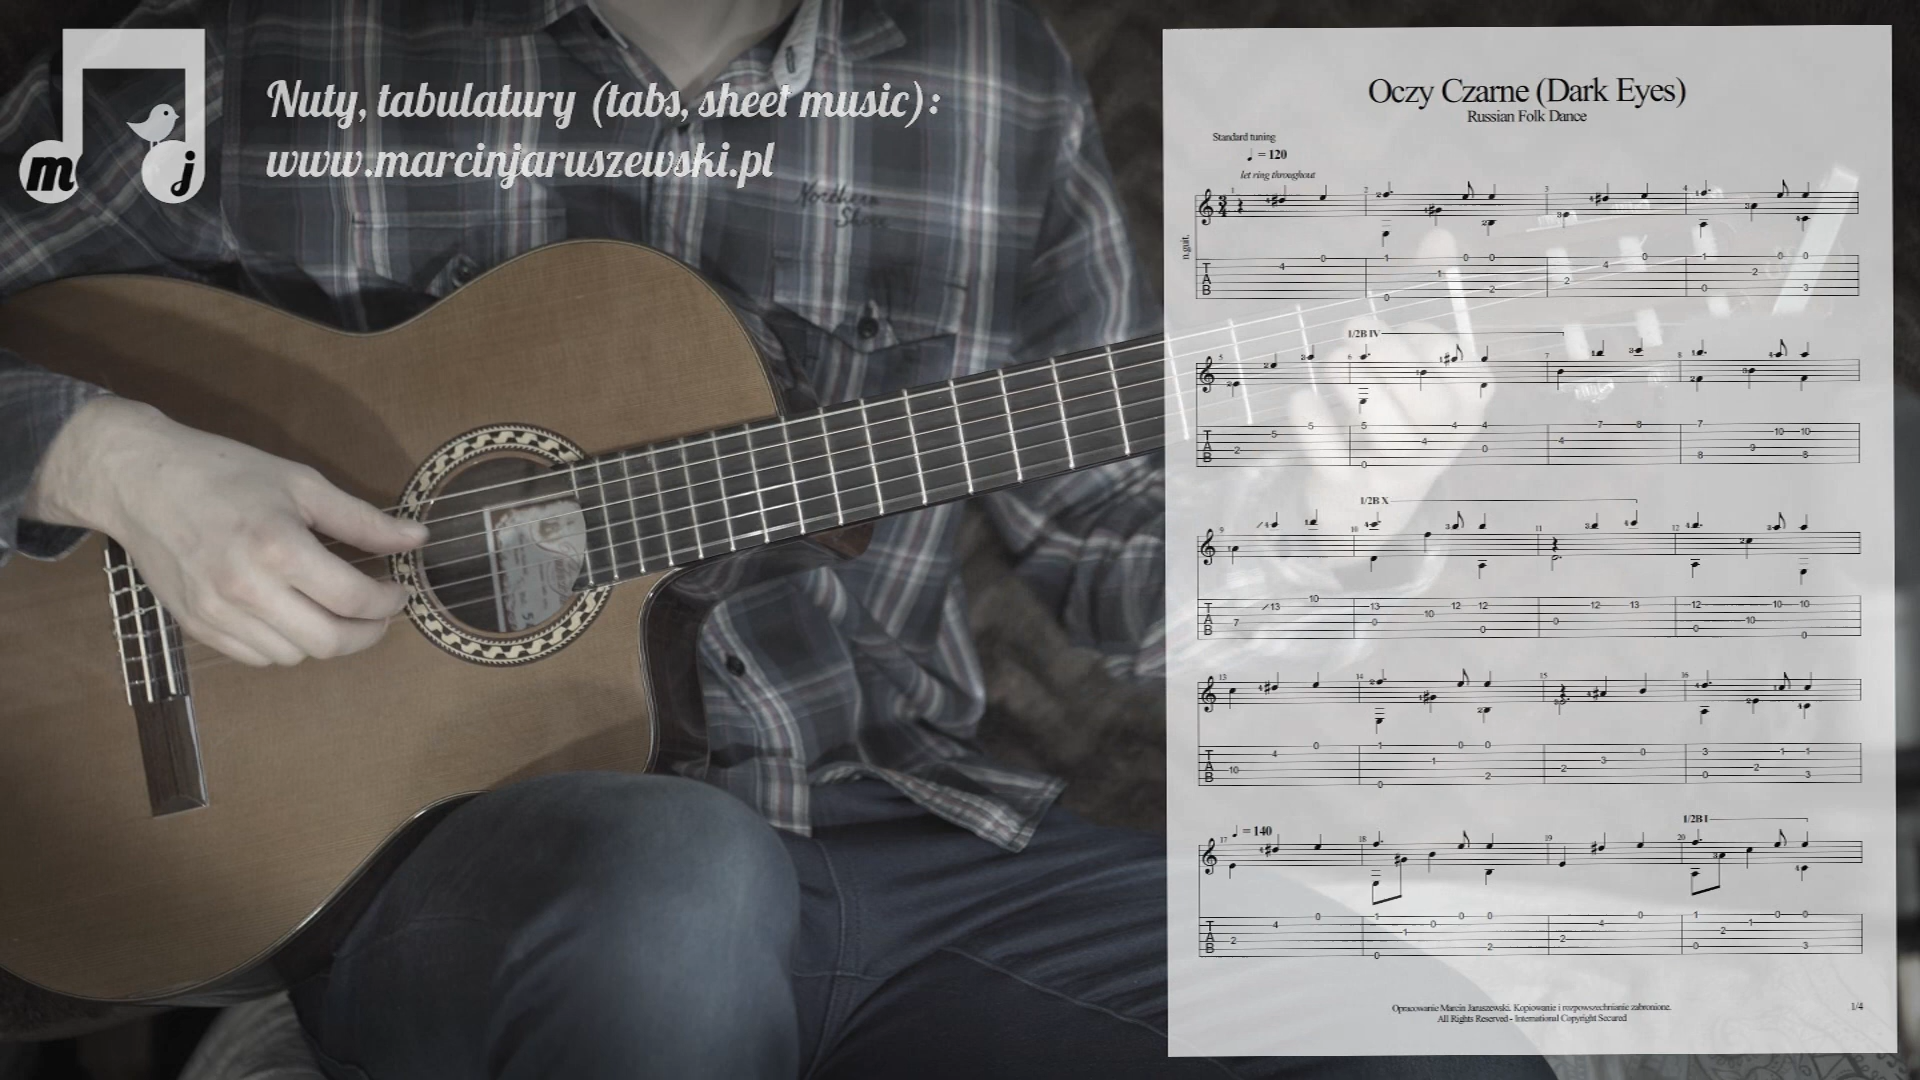 m j
Nuty, tabulatury (tabs, sheet music):
www.marcinjaruszewski.pl
Northern
Oczy Czarne (Dark Eyes)
Russian Folk Dance
Standard tuning
♩ = 120
let ring throughout
n.guit.
1/2B IV
1/2B X
♩ = 140
1/2B I
Opracowanie Marcin Jaruszewski. Kopiowanie i rozpowszechnianie zabronione.
1/4
All Rights Reserved - International Copyright Secured